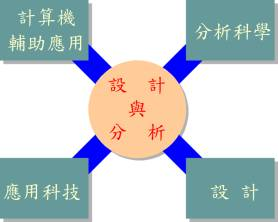 計算機
輔助應用
分析科學
設 計
與
分 析
應用科技
設 計